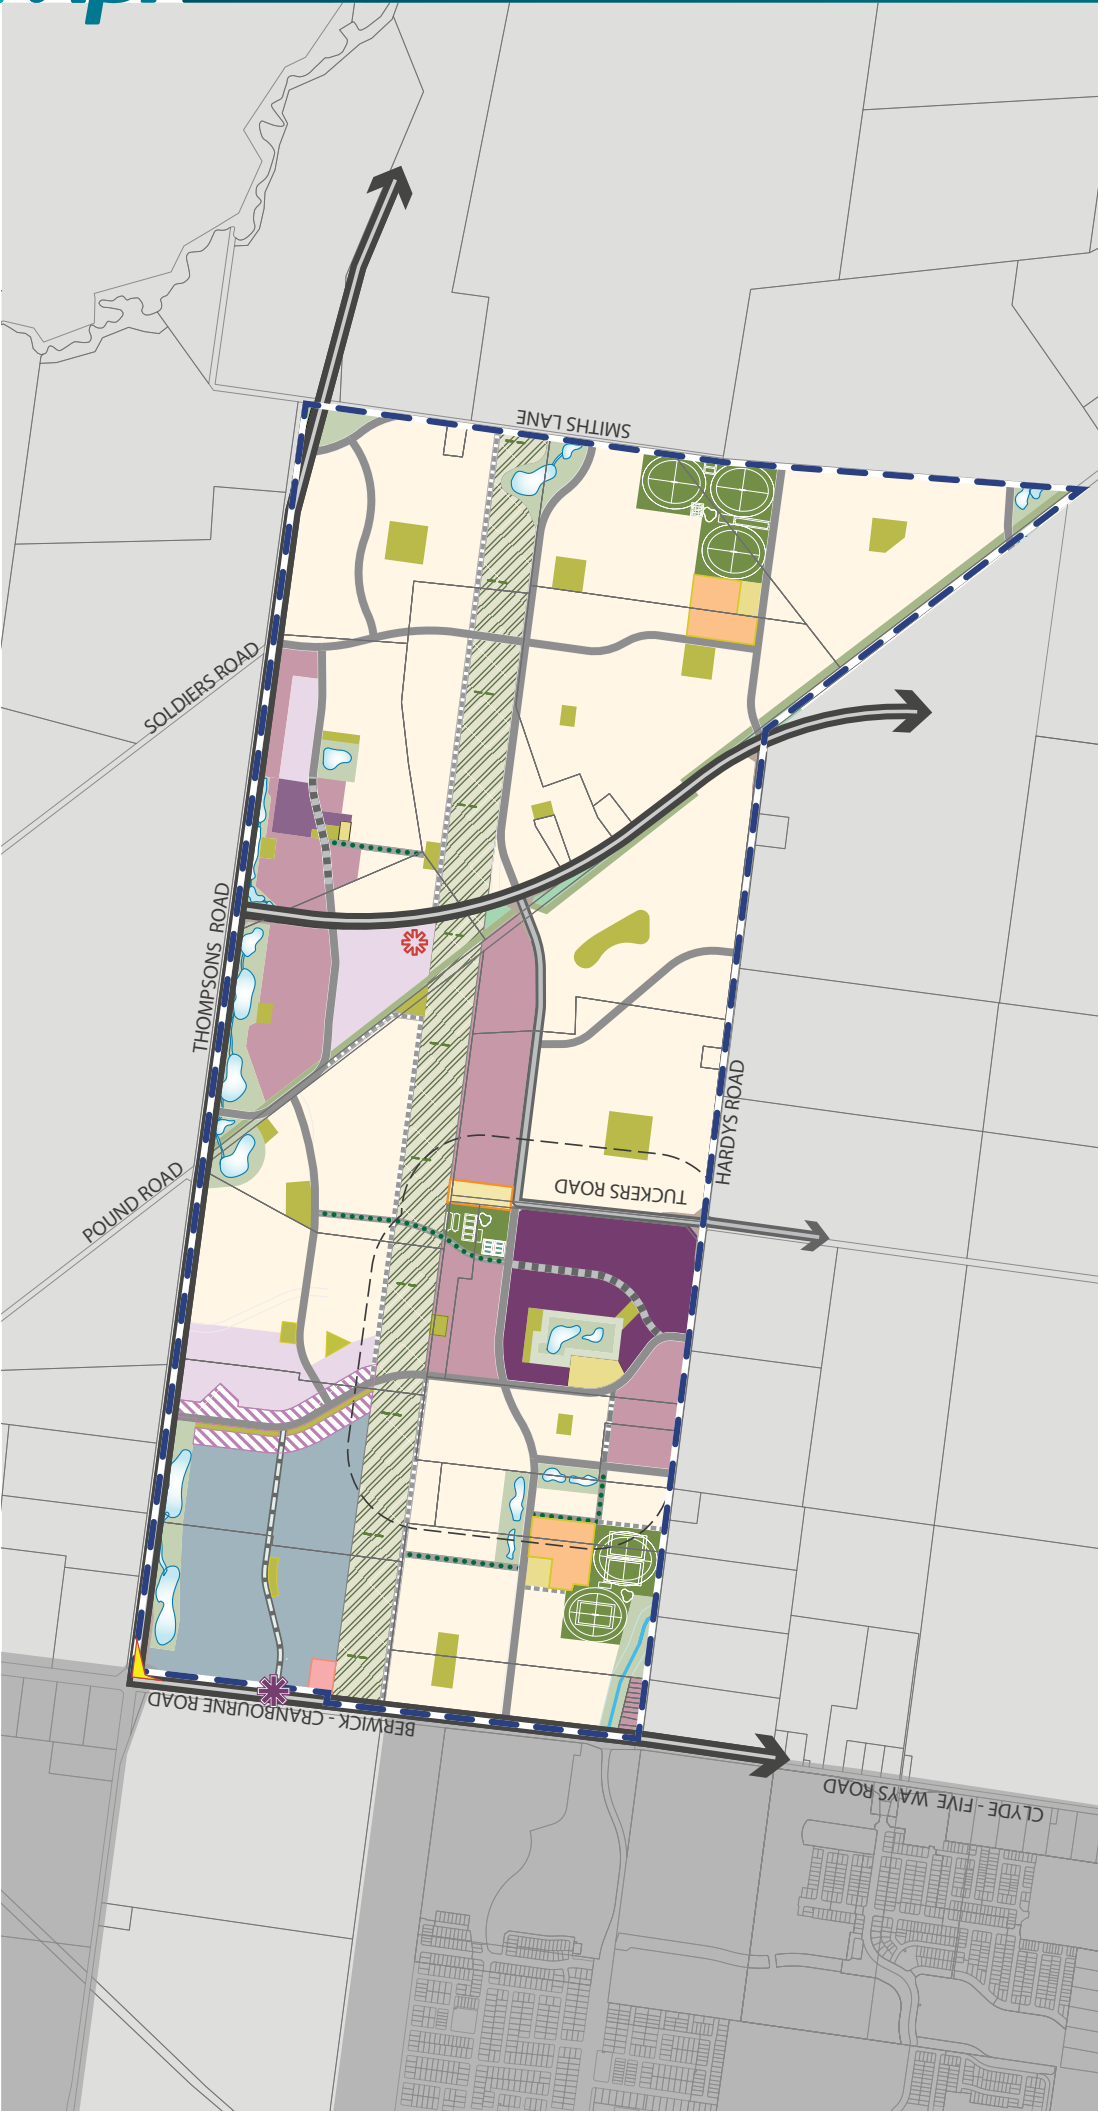 SMITHS LANE
SOLDIERS ROAD
THOMPSONS ROAD
HARDYS ROAD
POUND ROAD
TUCKERS ROAD
BERWICK - CRANBOURNE ROAD
CLYDE - FIVE WAYS ROAD